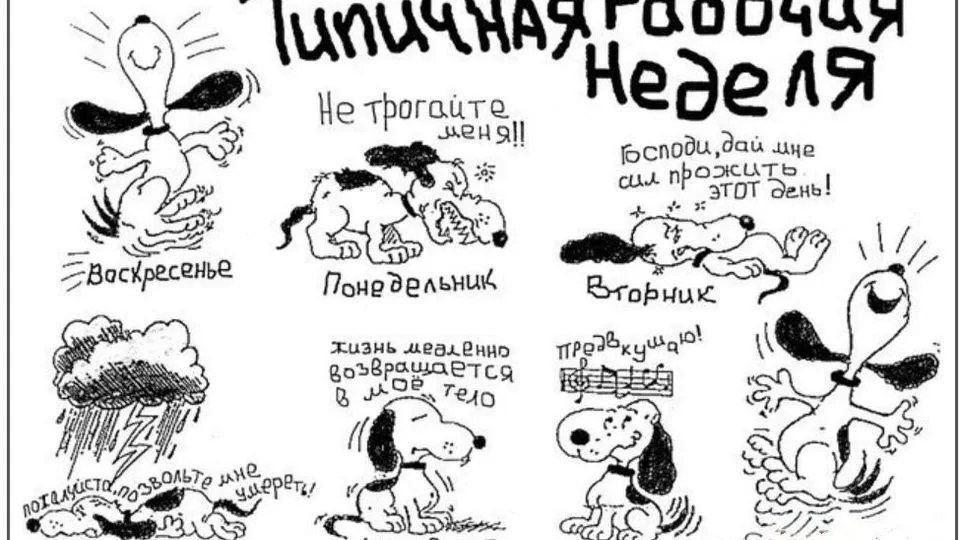 Типичная Рабочая
Неделя
Не трогайте
меня!!
Господи, дай мне
сил прожить
этот день!
Воскресенье
Понедельник
Вторник
жизнь медленно
возвращается
в моё тело
предвкушаю!
пожалуйста, позвольте мне
умереть!